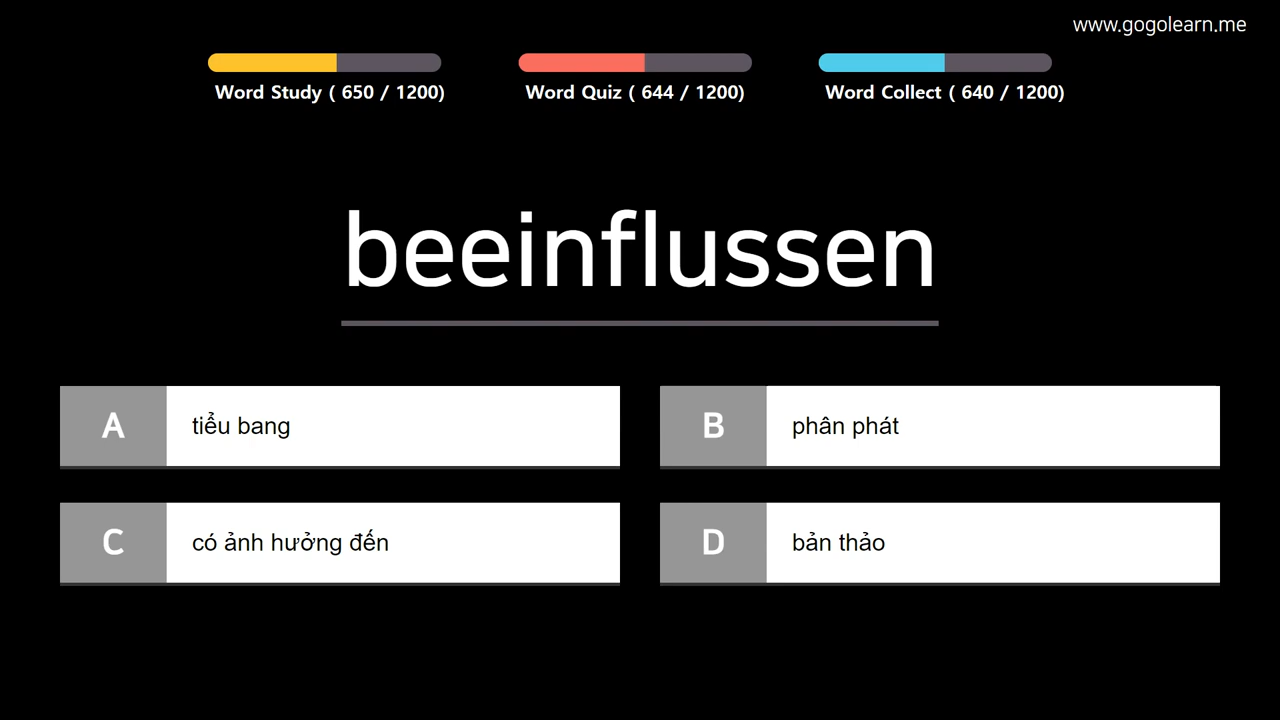 www.gogolearn.me
Word Study ( 650 / 1200)
Word Quiz ( 644 / 1200)
Word Collect ( 640 / 1200)
beeinflussen
A tiểu bang
B phân phát
C có ảnh hưởng đến
D bản thảo